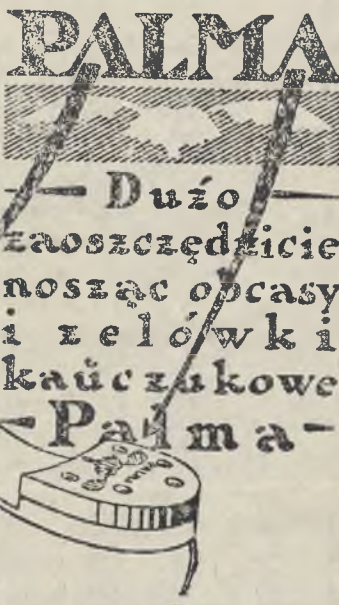 PALMA
Dużo
zaoszczędzicie
nosząc obcasy
i zelówki
kauczukowe
Palma